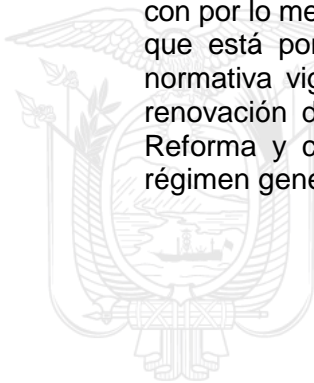 con por lo me
que está por
normativa vig
renovación d
Reforma y c
régimen gene